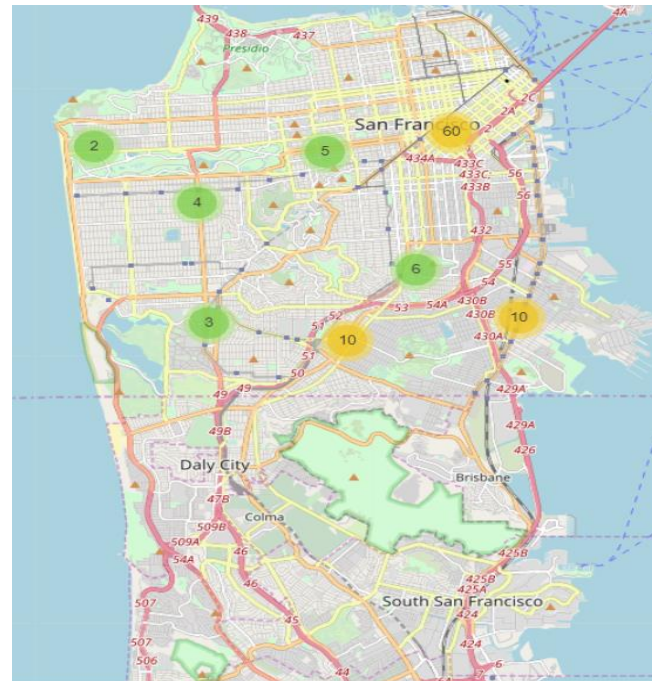 4A
439
438
437
Presidio
2C
2A
San Francisco
60
2
2
5
434A
433C
433C;
433B
56
56
4
432
6
55
54
52
53
54A
430B
430B
51
10
3
10
430A
51
50
49
49
429A
49B
429A
426
Daly City
Brisbane
47B
Colma
509B
509A
54A
46
425B
425B
425A
46
507
South San Francisco
45
424
424
507
506
44
7
6